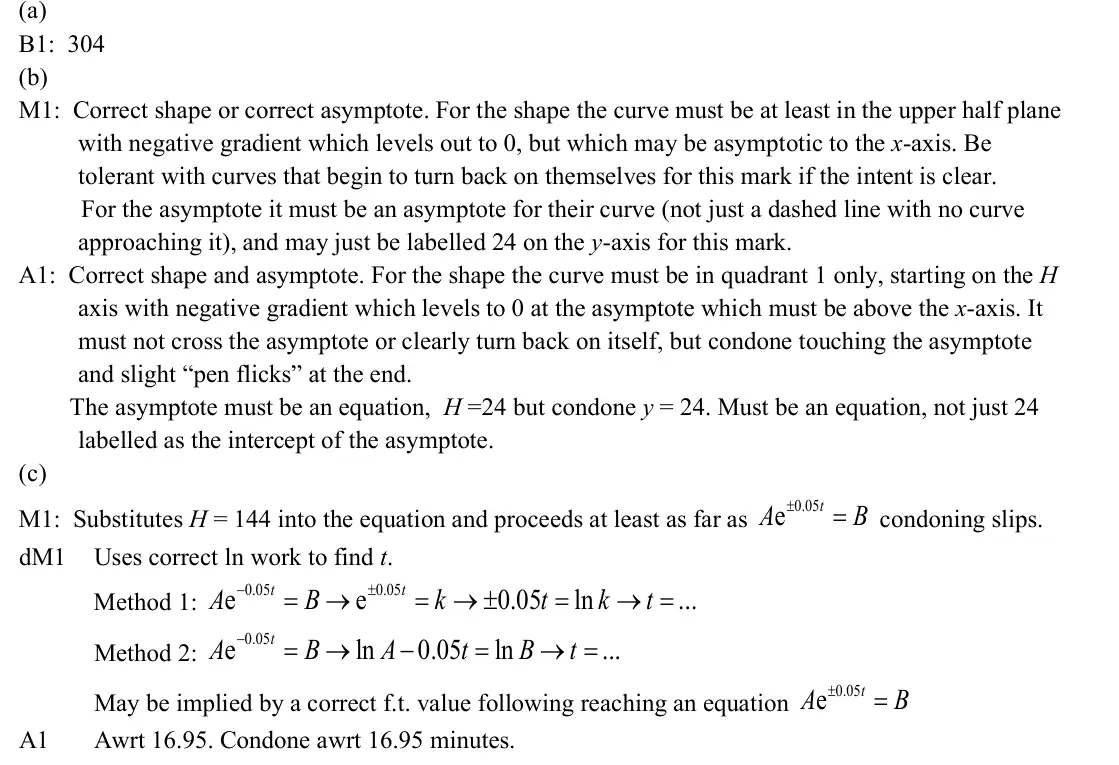 (a)
B1: 304
(b)
M1: Correct shape or correct asymptote. For the shape the curve must be at least in the upper half plane
with negative gradient which levels out to 0, but which may be asymptotic to the x-axis. Be
tolerant with curves that begin to turn back on themselves for this mark if the intent is clear.
For the asymptote it must be an asymptote for their curve (not just a dashed line with no curve
approaching it), and may just be labelled 24 on the y-axis for this mark.
A1: Correct shape and asymptote. For the shape the curve must be in quadrant 1 only, starting on the H
axis with negative gradient which levels to 0 at the asymptote which must be above the x-axis. It
must not cross the asymptote or clearly turn back on itself, but condone touching the asymptote
and slight “pen flicks” at the end.
The asymptote must be an equation, H =24 but condone y = 24. Must be an equation, not just 24
labelled as the intercept of the asymptote.
(c)
M1: Substitutes H = 144 into the equation and proceeds at least as far as Ae^{±0.05t} = B condoning slips.
dM1 Uses correct ln work to find t.
Method 1: Ae^{−0.05t} = B → e^{±0.05t} = k → ±0.05t = ln k → t = ...
Method 2: Ae^{−0.05t} = B → ln A − 0.05t = ln B → t = ...
May be implied by a correct f.t. value following reaching an equation Ae^{±0.05t} = B
A1 Awrt 16.95. Condone awrt 16.95 minutes.